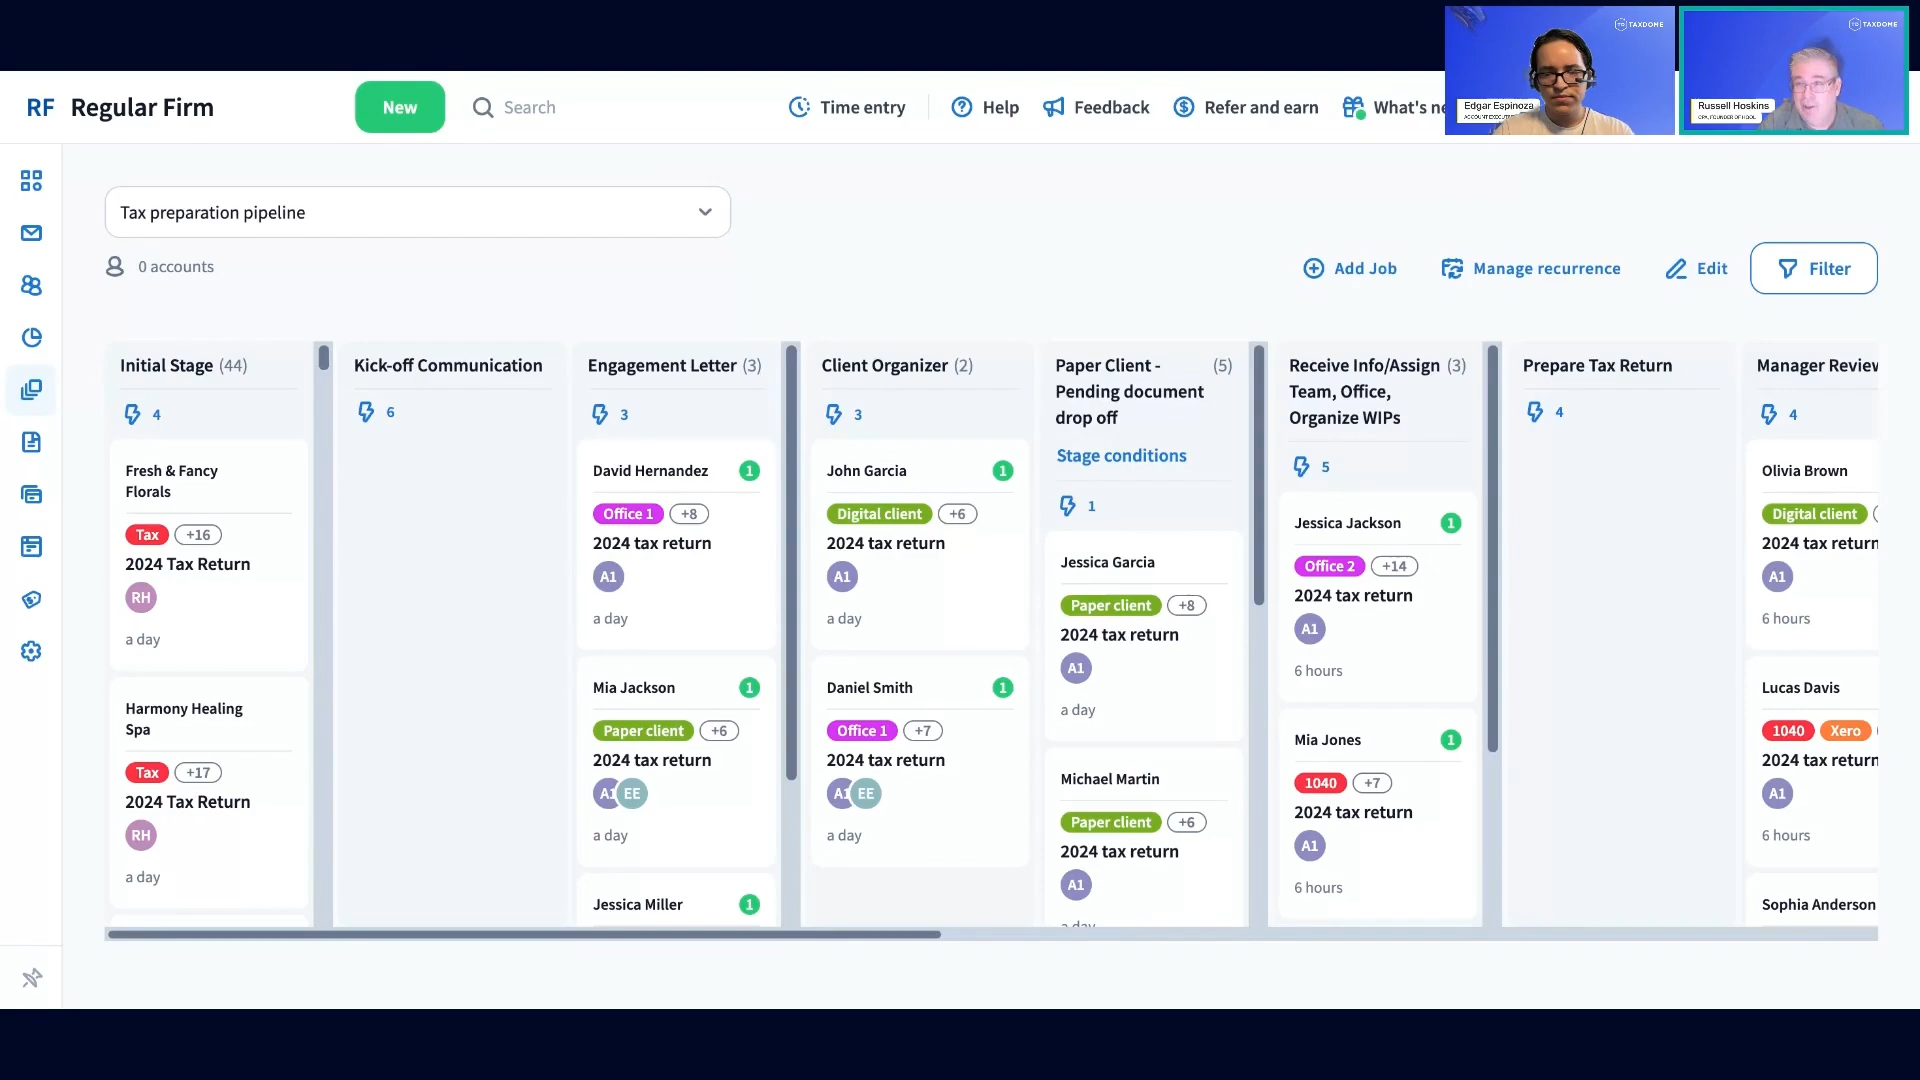 TAXDOME
TAXDOME
Edgar Espinoza
Russell Hoskins
RF Regular Firm
New
Search
Time entry
Help
Feedback
Refer and earn
What's ne
Tax preparation pipeline
0 accounts
Add Job
Manage recurrence
Edit
Filter
Initial Stage (44)
4
Fresh & Fancy
Florals
Tax +16
2024 Tax Return
RH
a day
Harmony Healing
Spa
Tax +17
2024 Tax Return
RH
a day
Kick-off Communication
6
Engagement Letter (3)
3
David Hernandez 1
Office 1 +8
2024 tax return
A1
a day
Mia Jackson 1
Paper client +6
2024 tax return
A1 EE
a day
Jessica Miller 1
Client Organizer (2)
3
John Garcia 1
Digital client +6
2024 tax return
A1
a day
Daniel Smith 1
Office 1 +7
2024 tax return
A1 EE
a day
Paper Client - (5)
Pending document
drop off
Stage conditions
1
Jessica Garcia
Paper client +8
2024 tax return
A1
a day
Michael Martin
Paper client +6
2024 tax return
A1
a day
Receive Info/Assign (3)
Team, Office,
Organize WIPs
5
Jessica Jackson 1
Office 2 +14
2024 tax return
A1
6 hours
Mia Jones 1
1040 +7
2024 tax return
A1
6 hours
Prepare Tax Return
4
Manager Review
4
Olivia Brown
Digital client
2024 tax return
A1
6 hours
Lucas Davis
1040 Xero
2024 tax return
A1
6 hours
Sophia Anderson